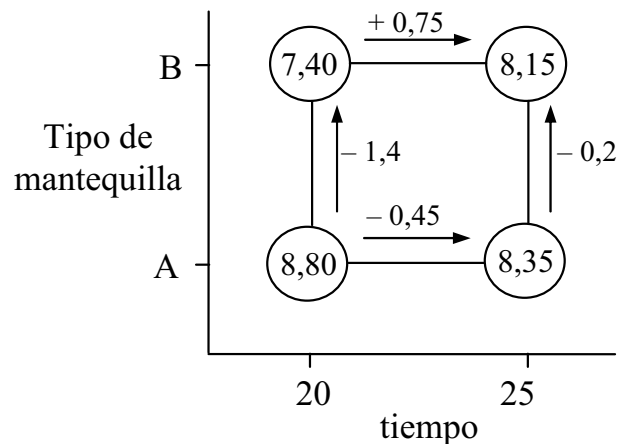 + 0,75
B
7,40
8,15
Tipo de
mantequilla
– 1,4
– 0,2
– 0,45
A
8,80
8,35
20
25
tiempo